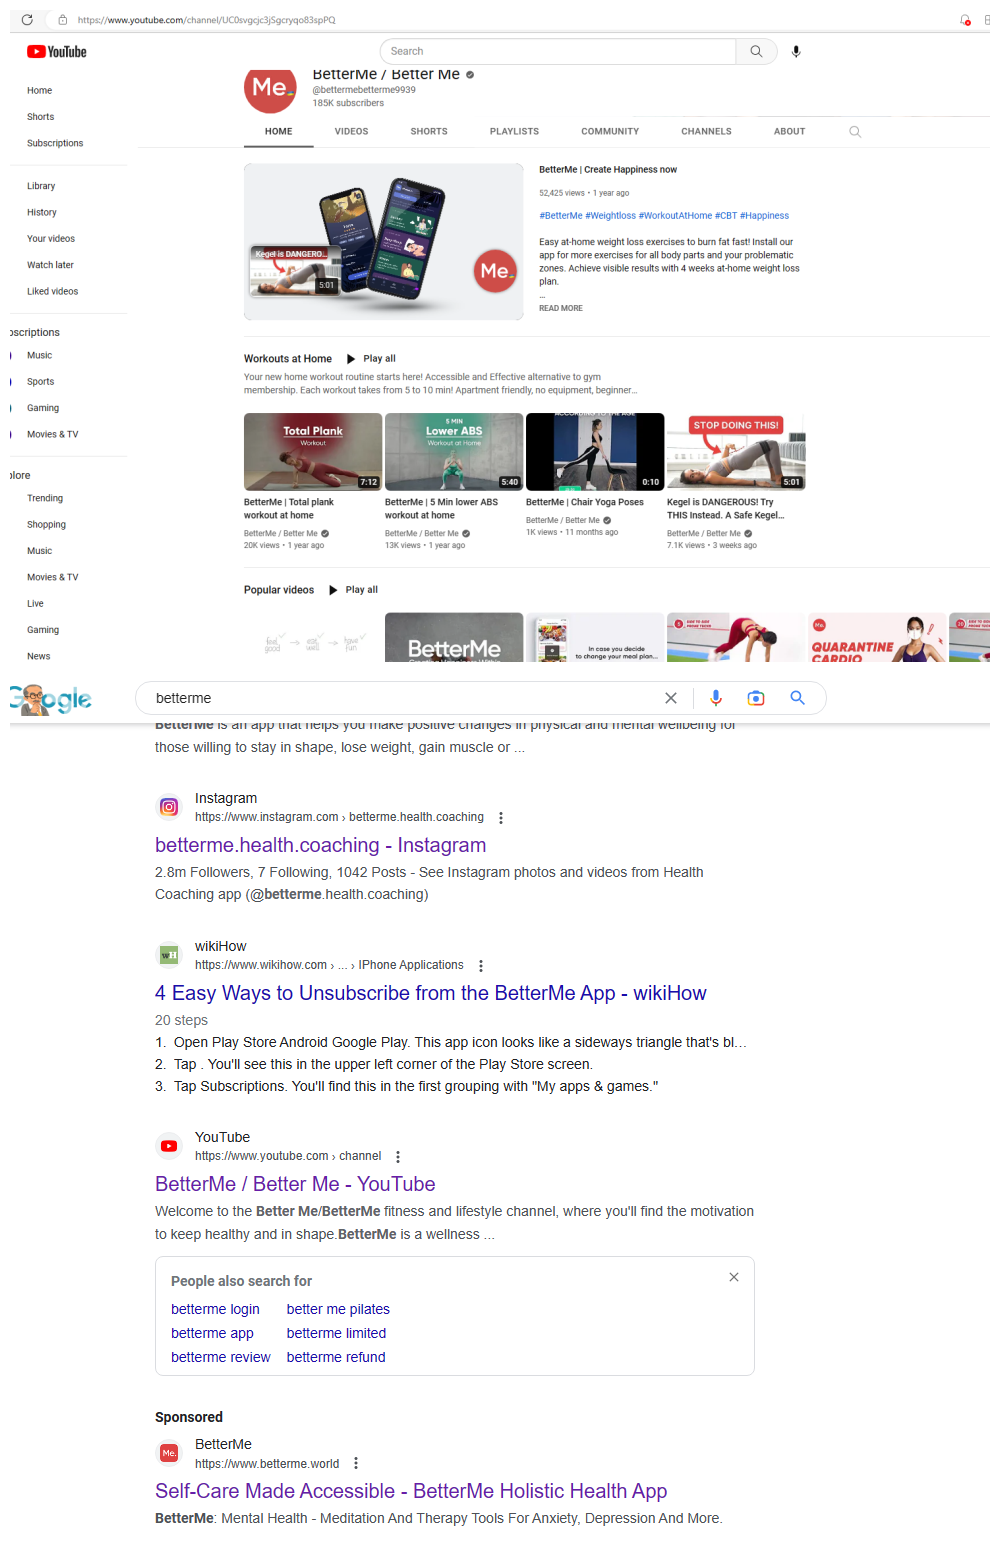 https://www.youtube.com/channel/UC0svgcjc3jSgcryqo83spPQ
YouTube
Search
Home
Shorts
Subscriptions
Library
History
Your videos
Watch later
Liked videos
oscriptions
Music
Sports
Gaming
Movies & TV
plore
Trending
Shopping
Music
Movies & TV
Live
Gaming
News
Me.
BetterMe / Better Me
@bettermebetterme9939
185K subscribers
HOME VIDEOS SHORTS PLAYLISTS COMMUNITY CHANNELS ABOUT
Kegel is DANGERO...
5:01
Me.
BetterMe | Create Happiness now
52,425 views • 1 year ago
#BetterMe #Weightloss #WorkoutAtHome #CBT #Happiness
Easy at-home weight loss exercises to burn fat fast! Install our
app for more exercises for all body parts and your problematic
zones. Achieve visible results with 4 weeks at-home weight loss
plan.
...
READ MORE
Workouts at Home Play all
Your new home workout routine starts here! Accessible and Effective alternative to gym
membership. Each workout takes from 5 to 10 min! Apartment friendly, no equipment, beginner...
Total Plank
Workout
7:12
BetterMe | Total plank
workout at home
BetterMe / Better Me
20K views • 1 year ago
5 MIN
Lower ABS
Workout at Home
5:40
BetterMe | 5 Min lower ABS
workout at home
BetterMe / Better Me
13K views • 1 year ago
ACCORDING TO THE AGE
0:10
BetterMe | Chair Yoga Poses
BetterMe / Better Me
1K views • 11 months ago
STOP DOING THIS!
5:01
Kegel is DANGEROUS! Try
THIS Instead. A Safe Kegel...
BetterMe / Better Me
7.1K views • 3 weeks ago
Popular videos Play all
feel good → eat well → have fun
BetterMe
Creating Happiness Within
In case you decide
to change your meal plan...
Me.
QUARANTINE
CARDIO
Google
betterme
BetterMe is an app that helps you make positive changes in physical and mental wellbeing for
those willing to stay in shape, lose weight, gain muscle or ...
Instagram
https://www.instagram.com › betterme.health.coaching
betterme.health.coaching - Instagram
2.8m Followers, 7 Following, 1042 Posts - See Instagram photos and videos from Health
Coaching app (@betterme.health.coaching)
wH
wikiHow
https://www.wikihow.com › ... › IPhone Applications
4 Easy Ways to Unsubscribe from the BetterMe App - wikiHow
20 steps
1. Open Play Store Android Google Play. This app icon looks like a sideways triangle that's bl...
2. Tap . You'll see this in the upper left corner of the Play Store screen.
3. Tap Subscriptions. You'll find this in the first grouping with "My apps & games."
YouTube
https://www.youtube.com › channel
BetterMe / Better Me - YouTube
Welcome to the Better Me/BetterMe fitness and lifestyle channel, where you'll find the motivation
to keep healthy and in shape.BetterMe is a wellness ...
People also search for
betterme login better me pilates
betterme app betterme limited
betterme review betterme refund
Sponsored
Me.
BetterMe
https://www.betterme.world
Self-Care Made Accessible - BetterMe Holistic Health App
BetterMe: Mental Health - Meditation And Therapy Tools For Anxiety, Depression And More.